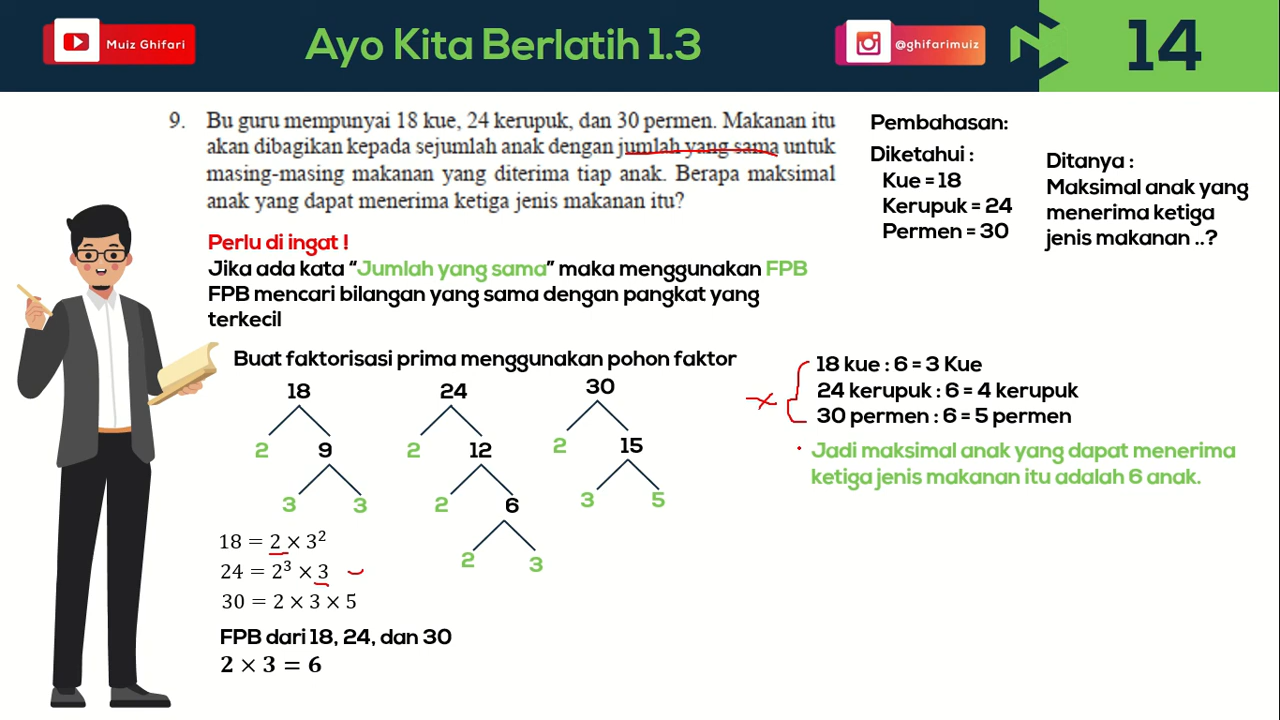 Muiz Ghifari
Ayo Kita Berlatih 1.3
@ghifarimuiz
14
9. Bu guru mempunyai 18 kue, 24 kerupuk, dan 30 permen. Makanan itu
akan dibagikan kepada sejumlah anak dengan jumlah yang sama untuk
masing-masing makanan yang diterima tiap anak. Berapa maksimal
anak yang dapat menerima ketiga jenis makanan itu?
Perlu di ingat !
Jika ada kata “Jumlah yang sama” maka menggunakan FPB
FPB mencari bilangan yang sama dengan pangkat yang
terkecil
Buat faktorisasi prima menggunakan pohon faktor
18
2 9
3 3
24
2 12
2 6
2 3
30
2 15
3 5
18 = 2 × 3²
24 = 2³ × 3
30 = 2 × 3 × 5
FPB dari 18, 24, dan 30
2 × 3 = 6
Pembahasan:
Diketahui :
Kue = 18
Kerupuk = 24
Permen = 30
Ditanya :
Maksimal anak yang
menerima ketiga
jenis makanan ..?
18 kue : 6 = 3 Kue
24 kerupuk : 6 = 4 kerupuk
30 permen : 6 = 5 permen
Jadi maksimal anak yang dapat menerima
ketiga jenis makanan itu adalah 6 anak.